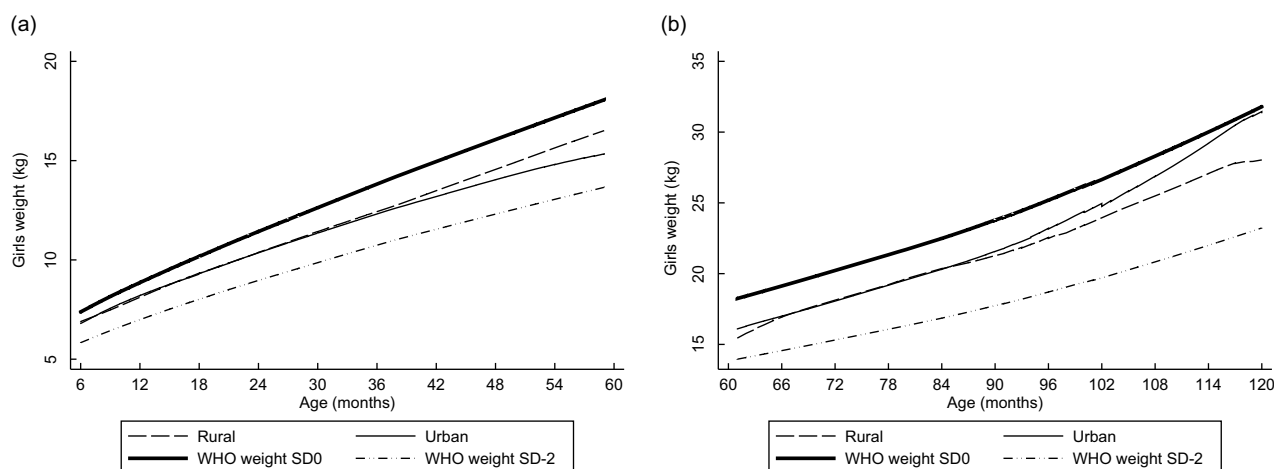 (a)
20
15
10
5
Girls weight (kg)
6 12 18 24 30 36 42 48 54 60
Age (months)
Rural Urban
WHO weight SD0 WHO weight SD-2
(b)
35
30
25
20
15
Girls weight (kg)
60 66 72 78 84 90 96 102 108 114 120
Age (months)
Rural Urban
WHO weight SD0 WHO weight SD-2